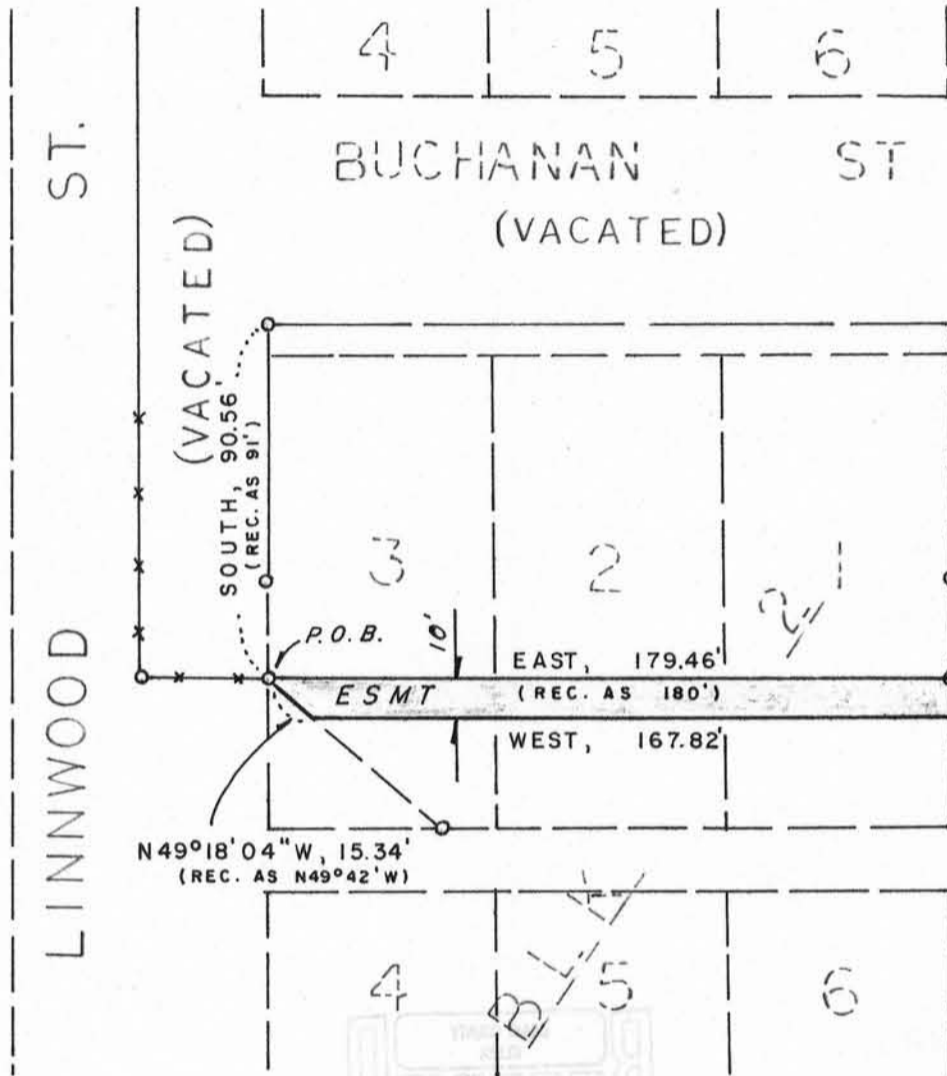 4 5 6
BUCHANAN ST
(VACATED)
LINNWOOD ST.
(VACATED)
SOUTH, 90.56'
(REC. AS 91')
3 2 1
2
P.O.B.
10'
EAST, 179.46'
ESMT
(REC. AS 180')
WEST, 167.82'
N49°18'04"W, 15.34'
(REC. AS N49°42'W)
BLK
4 5 6